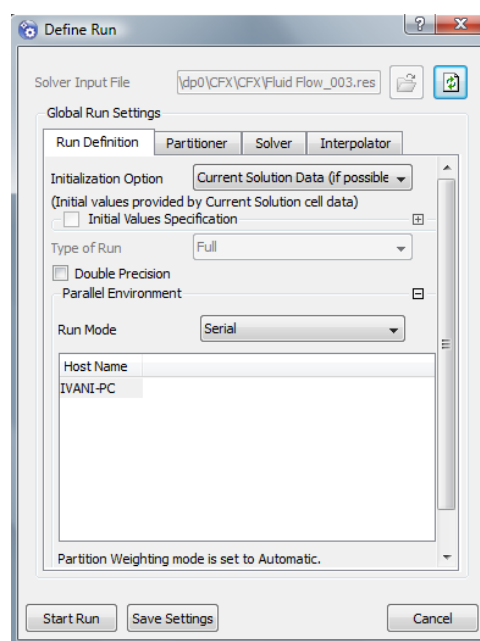 Define Run
Solver Input File \dp0\CFX\CFX\Fluid Flow_003.res
Global Run Settings
Run Definition Partitioner Solver Interpolator
Initialization Option Current Solution Data (if possible
(Initial values provided by Current Solution cell data)
Initial Values Specification
Type of Run Full
Double Precision
Parallel Environment
Run Mode Serial
Host Name
IVANI-PC
Partition Weighting mode is set to Automatic.
Start Run Save Settings Cancel